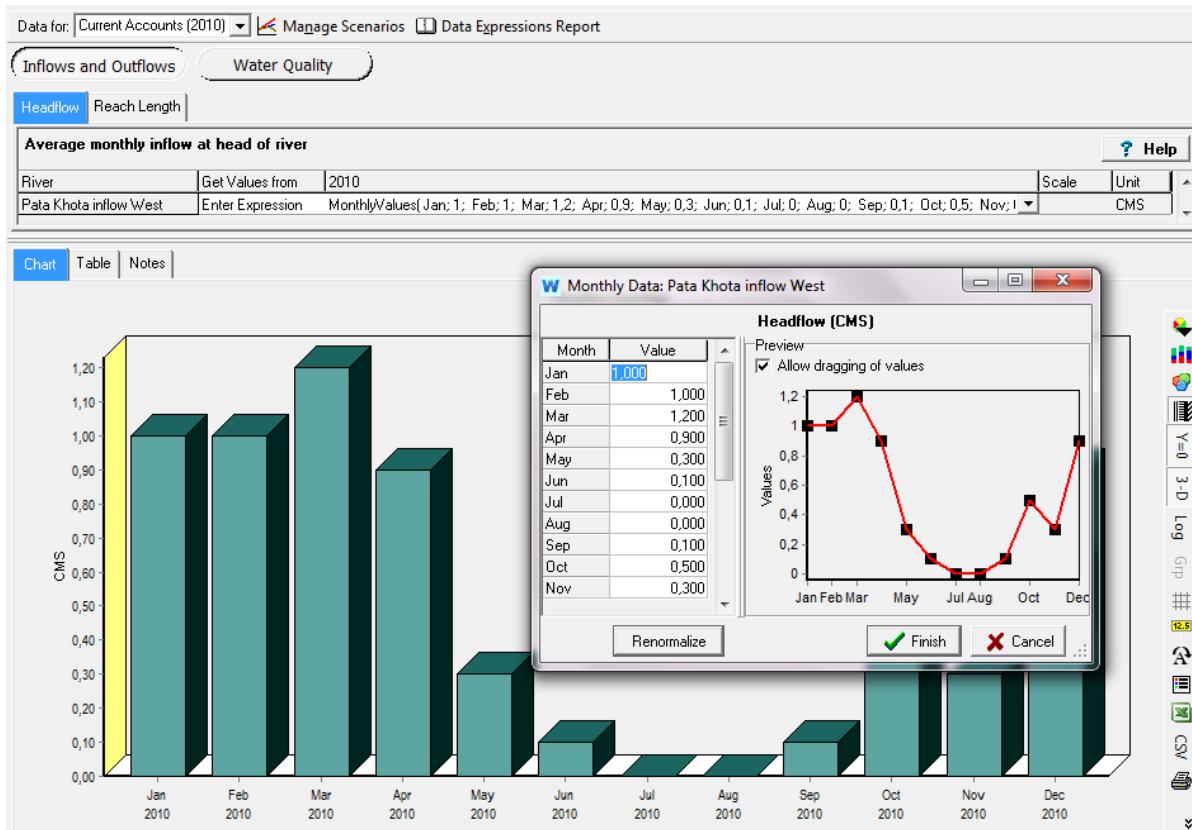 Data for: Current Accounts (2010) Manage Scenarios Data Expressions Report
Inflows and Outflows Water Quality
Headflow Reach Length
Average monthly inflow at head of river
? Help
River Get Values from 2010 Scale Unit
Pata Khota inflow West Enter Expression MonthlyValues( Jan; 1; Feb; 1; Mar; 1,2; Apr; 0,9; May; 0,3; Jun; 0,1; Jul; 0; Aug; 0; Sep; 0,1; Oct; 0,5; Nov; CMS
Chart Table Notes
W Monthly Data: Pata Khota inflow West
Headflow (CMS)
Month Value
Jan 1,000
Feb 1,000
Mar 1,200
Apr 0,900
May 0,300
Jun 0,100
Jul 0,000
Aug 0,000
Sep 0,100
Oct 0,500
Nov 0,300
Preview
Allow dragging of values
Values
1,2
1
0,8
0,6
0,4
0,2
0
Jan Feb Mar May Jul Aug Oct Dec
Renormalize Finish Cancel
CMS
1,20
1,10
1,00
0,90
0,80
0,70
0,60
0,50
0,40
0,30
0,20
0,10
0,00
Jan Feb Mar Apr May Jun Jul Aug Sep Oct Nov Dec
2010 2010 2010 2010 2010 2010 2010 2010 2010 2010 2010 2010
Y=0
3-D
Log
Grp
12.5
A
CSV